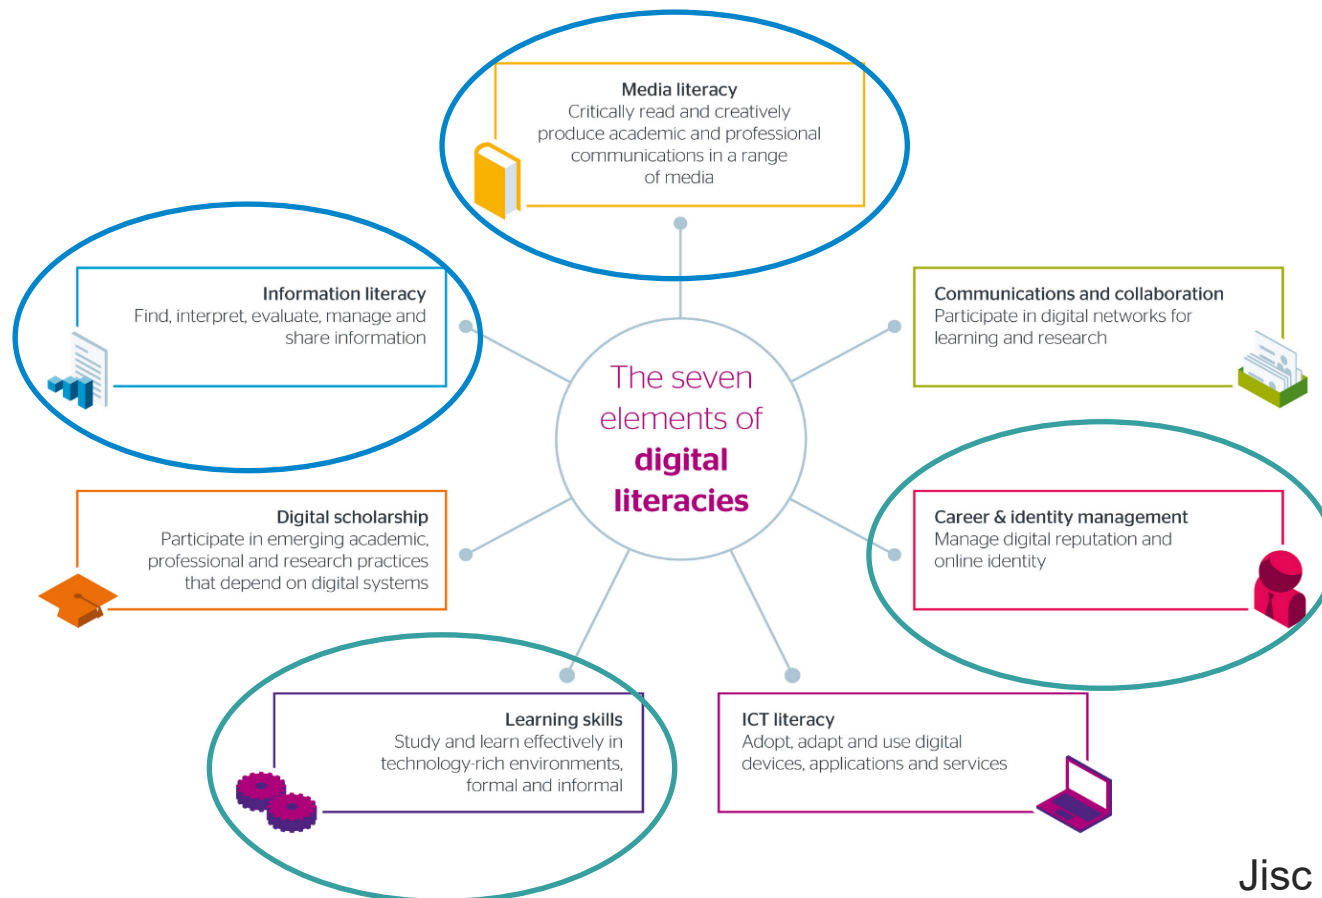 Media literacy
Critically read and creatively
produce academic and professional
communications in a range
of media
Information literacy
Find, interpret, evaluate, manage and
share information
Communications and collaboration
Participate in digital networks for
learning and research
The seven
elements of
digital
literacies
Digital scholarship
Participate in emerging academic,
professional and research practices
that depend on digital systems
Career & identity management
Manage digital reputation and
online identity
Learning skills
Study and learn effectively in
technology-rich environments,
formal and informal
ICT literacy
Adopt, adapt and use digital
devices, applications and services
Jisc